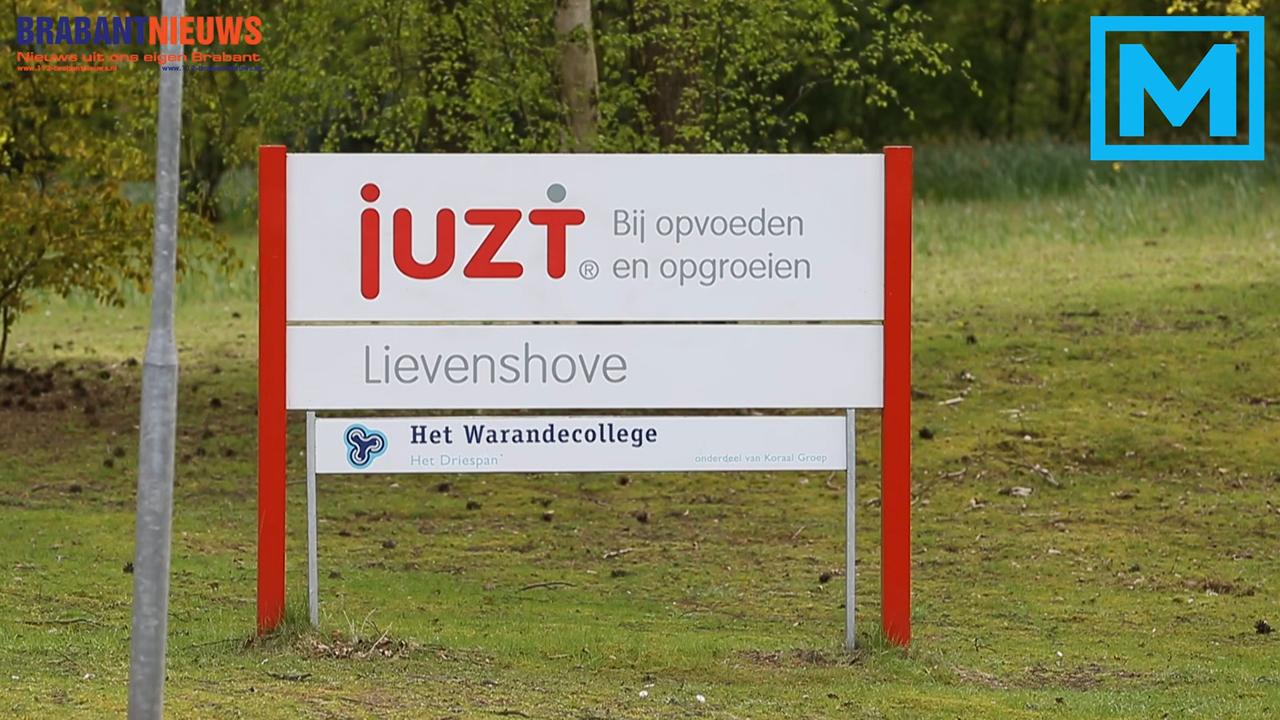 BRABANTNIEUWS
Nieuws uit ons eigen Brabant
M
juzt® Bij opvoeden
en opgroeien
Lievenshove
Het Warandecollege
Het Driespan
onderdeel van Koraal Groep